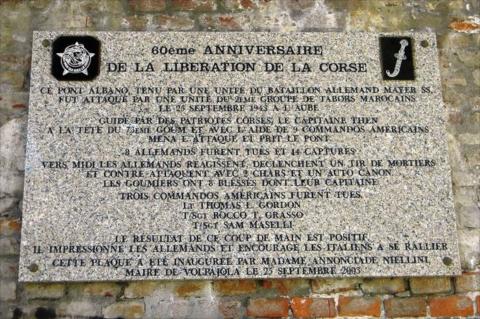 60ème ANNIVERSAIRE
DE LA LIBERATION DE LA CORSE
CE PONT ALBANO, TENU PAR UNE UNITE DU BATAILLON ALLEMAND MAYER SS,
FUT ATTAQUE PAR UNE UNITE DU 2EME GROUPE DE TABORS MAROCAINS
LE 25 SEPTEMBRE 1943 A L'AUBE
GUIDE PAR DES PATRIOTES CORSES, LE CAPITAINE THEN
A LA TETE DU 73EME GOUM ET AVEC L'AIDE DE 9 COMMANDOS AMERICAINS
MENA L'ATTAQUE ET PRIT LE PONT.
8 ALLEMANDS FURENT TUES ET 14 CAPTURES
VERS MIDI LES ALLEMANDS REAGISSENT, DECLENCHENT UN TIR DE MORTIERS
ET CONTRE-ATTAQUENT AVEC 2 CHARS ET UN AUTO CANON
LES GOUMIERS ONT 8 BLESSES DONT LEUR CAPITAINE
TROIS COMMANDOS AMERICAINS FURENT TUES.
LT THOMAS L. GORDON
T/SGT ROCCO T. GRASSO
T/SGT SAM MASELLI
LE RESULTAT DE CE COUP DE MAIN EST POSITIF,
IL IMPRESSIONNE LES ALLEMANDS ET ENCOURAGE LES ITALIENS A SE RALLIER
CETTE PLAQUE A ETE INAUGUREE PAR MADAME ANNONCIADE NIELLINI,
MAIRE DE VOLPAJOLA LE 25 SEPTEMBRE 2003